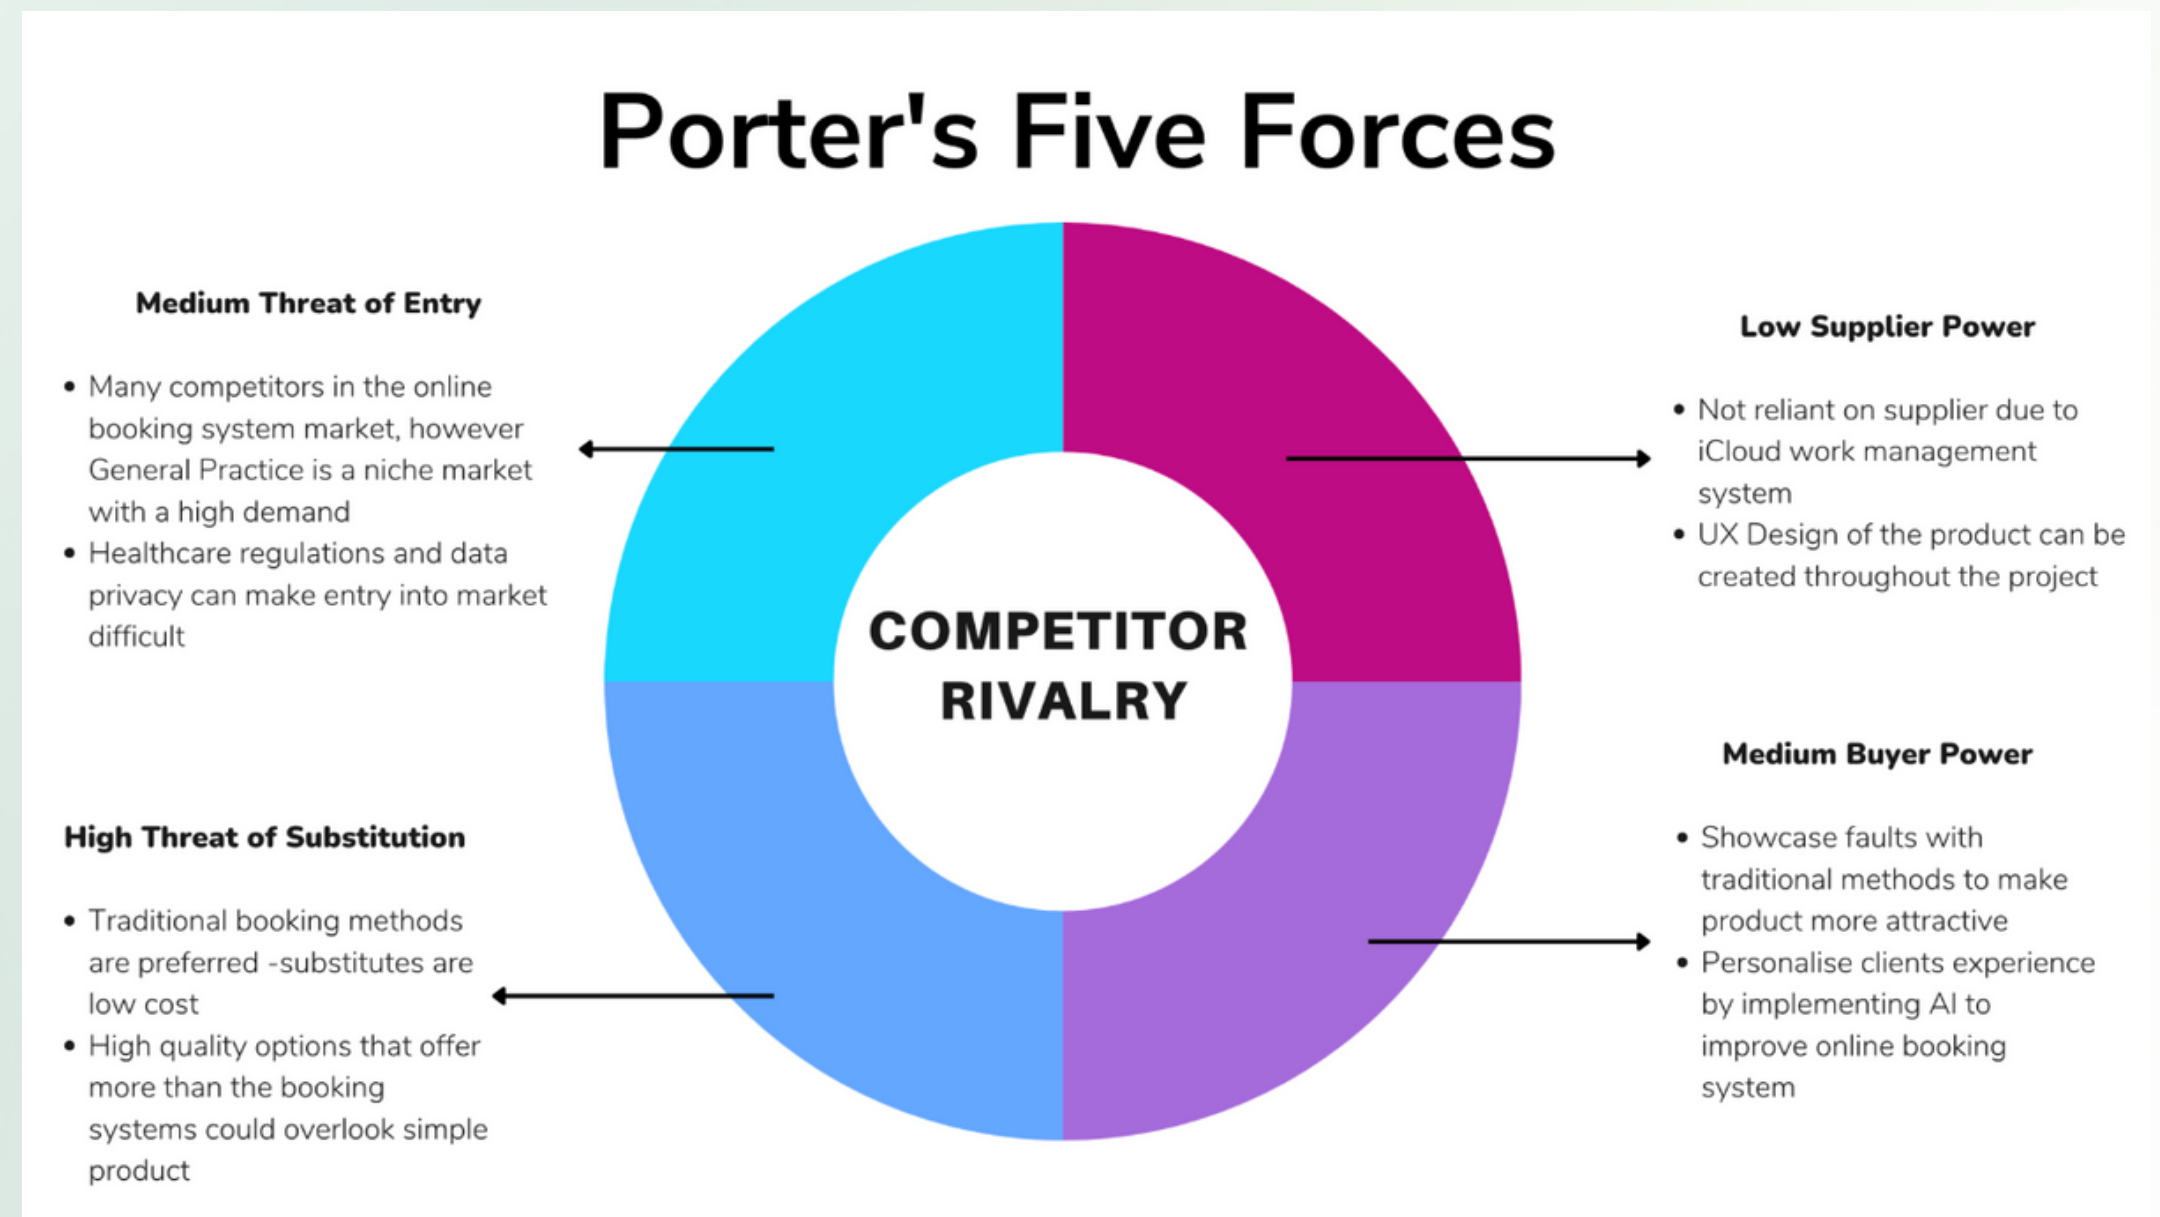 Porter's Five Forces
Medium Threat of Entry
• Many competitors in the online
booking system market, however
General Practice is a niche market
with a high demand
• Healthcare regulations and data
privacy can make entry into market
difficult
High Threat of Substitution
• Traditional booking methods
are preferred -substitutes are
low cost
• High quality options that offer
more than the booking
systems could overlook simple
product
COMPETITOR
RIVALRY
Low Supplier Power
• Not reliant on supplier due to
iCloud work management
system
• UX Design of the product can be
created throughout the project
Medium Buyer Power
• Showcase faults with
traditional methods to make
product more attractive
• Personalise clients experience
by implementing AI to
improve online booking
system